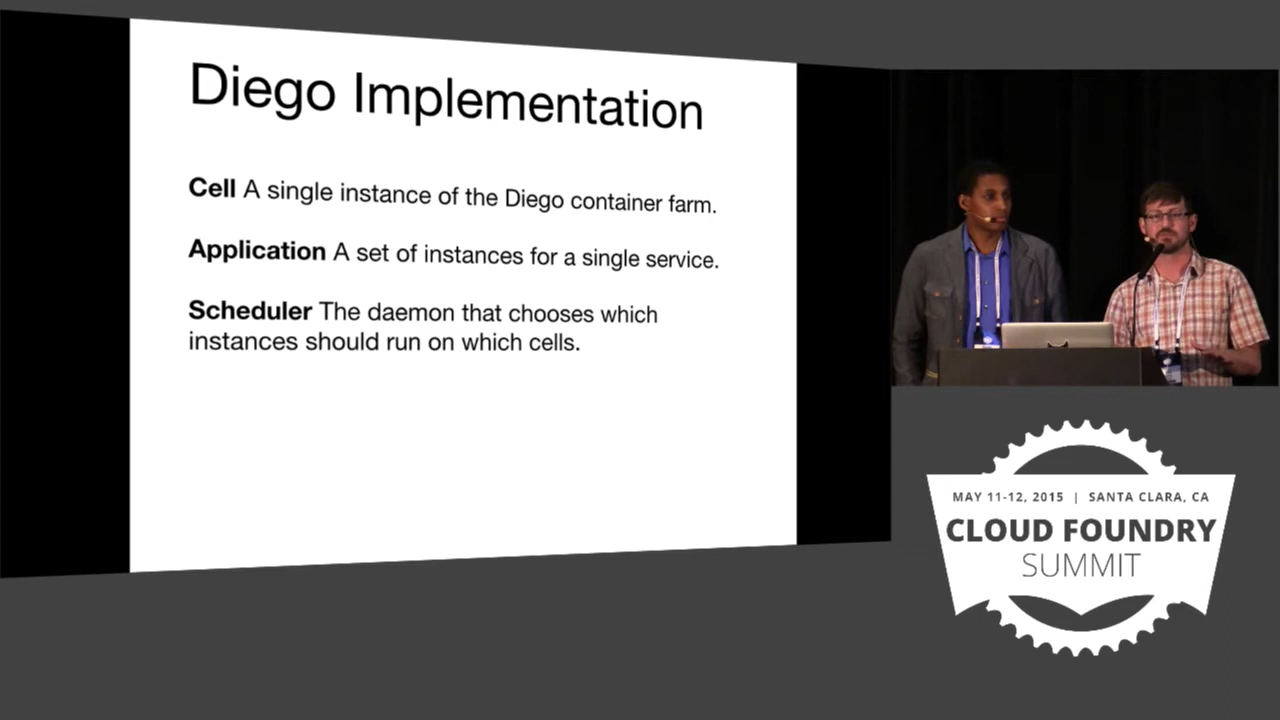 Diego Implementation
Cell A single instance of the Diego container farm.
Application A set of instances for a single service.
Scheduler The daemon that chooses which
instances should run on which cells.
MAY 11-12, 2015 | SANTA CLARA, CA
CLOUD FOUNDRY
SUMMIT